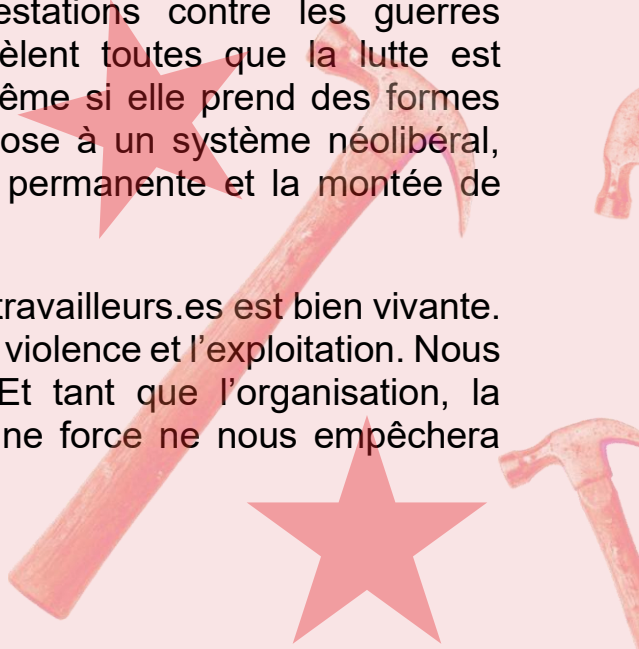 estations contre les guerres
èlent toutes que la lutte est
ême si elle prend des formes
ose à un système néolibéral,
permanente et la montée de
travailleurs.es est bien vivante.
violence et l’exploitation. Nous
Et tant que l’organisation, la
ne force ne nous empêchera